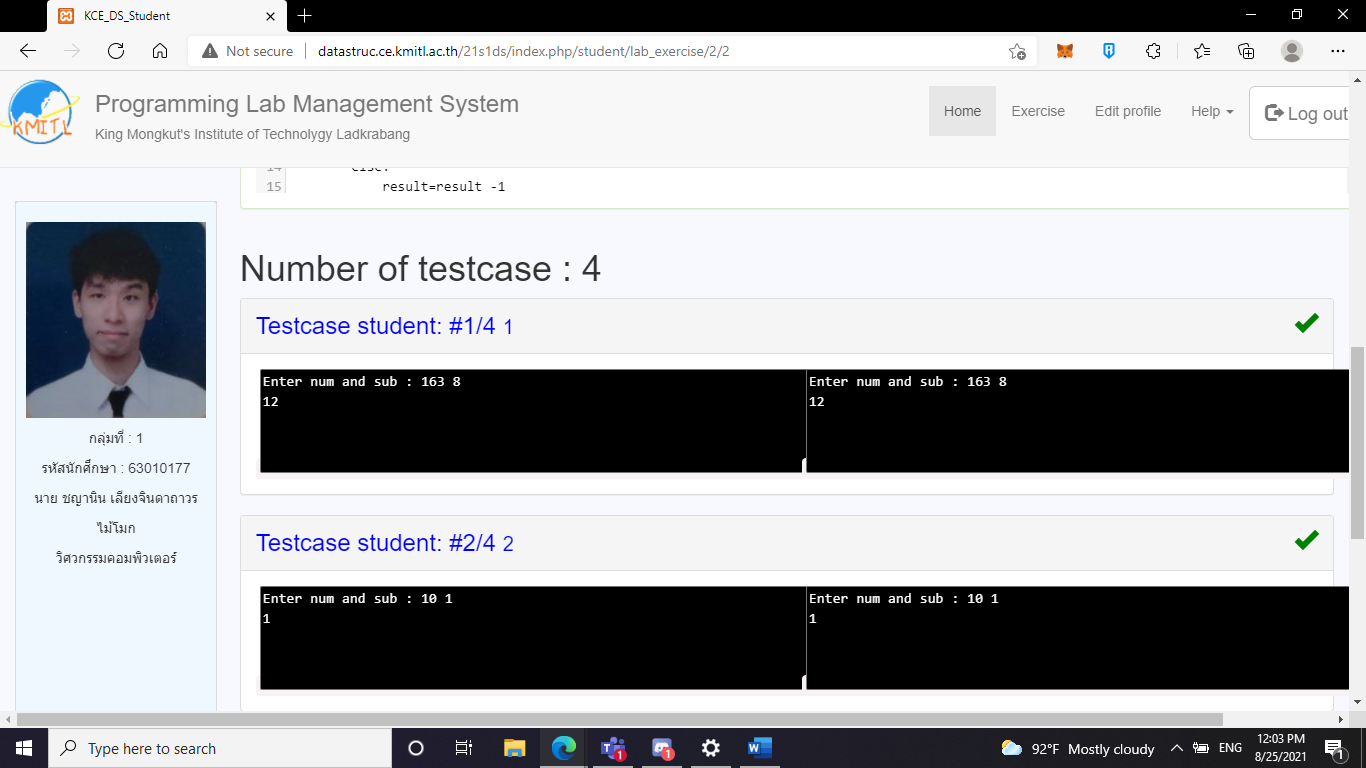 KCE_DS_Student
Not secure
datastruc.ce.kmitl.ac.th/21s1ds/index.php/student/lab_exercise/2/2
KMITL
Programming Lab Management System
King Mongkut's Institute of Technolygy Ladkrabang
Home
Exercise
Edit profile
Help
Log out
14 else:
15 result=result -1
กลุ่มที่ : 1
รหัสนักศึกษา : 63010177
นาย ชญานิน เลียงจินดาถาวร
ไม้โมก
วิศวกรรมคอมพิวเตอร์
Number of testcase : 4
Testcase student: #1/4 1
Enter num and sub : 163 8
12
Enter num and sub : 163 8
12
Testcase student: #2/4 2
Enter num and sub : 10 1
1
Enter num and sub : 10 1
1
Type here to search
1
1
92°F Mostly cloudy
ENG
12:03 PM
8/25/2021
1